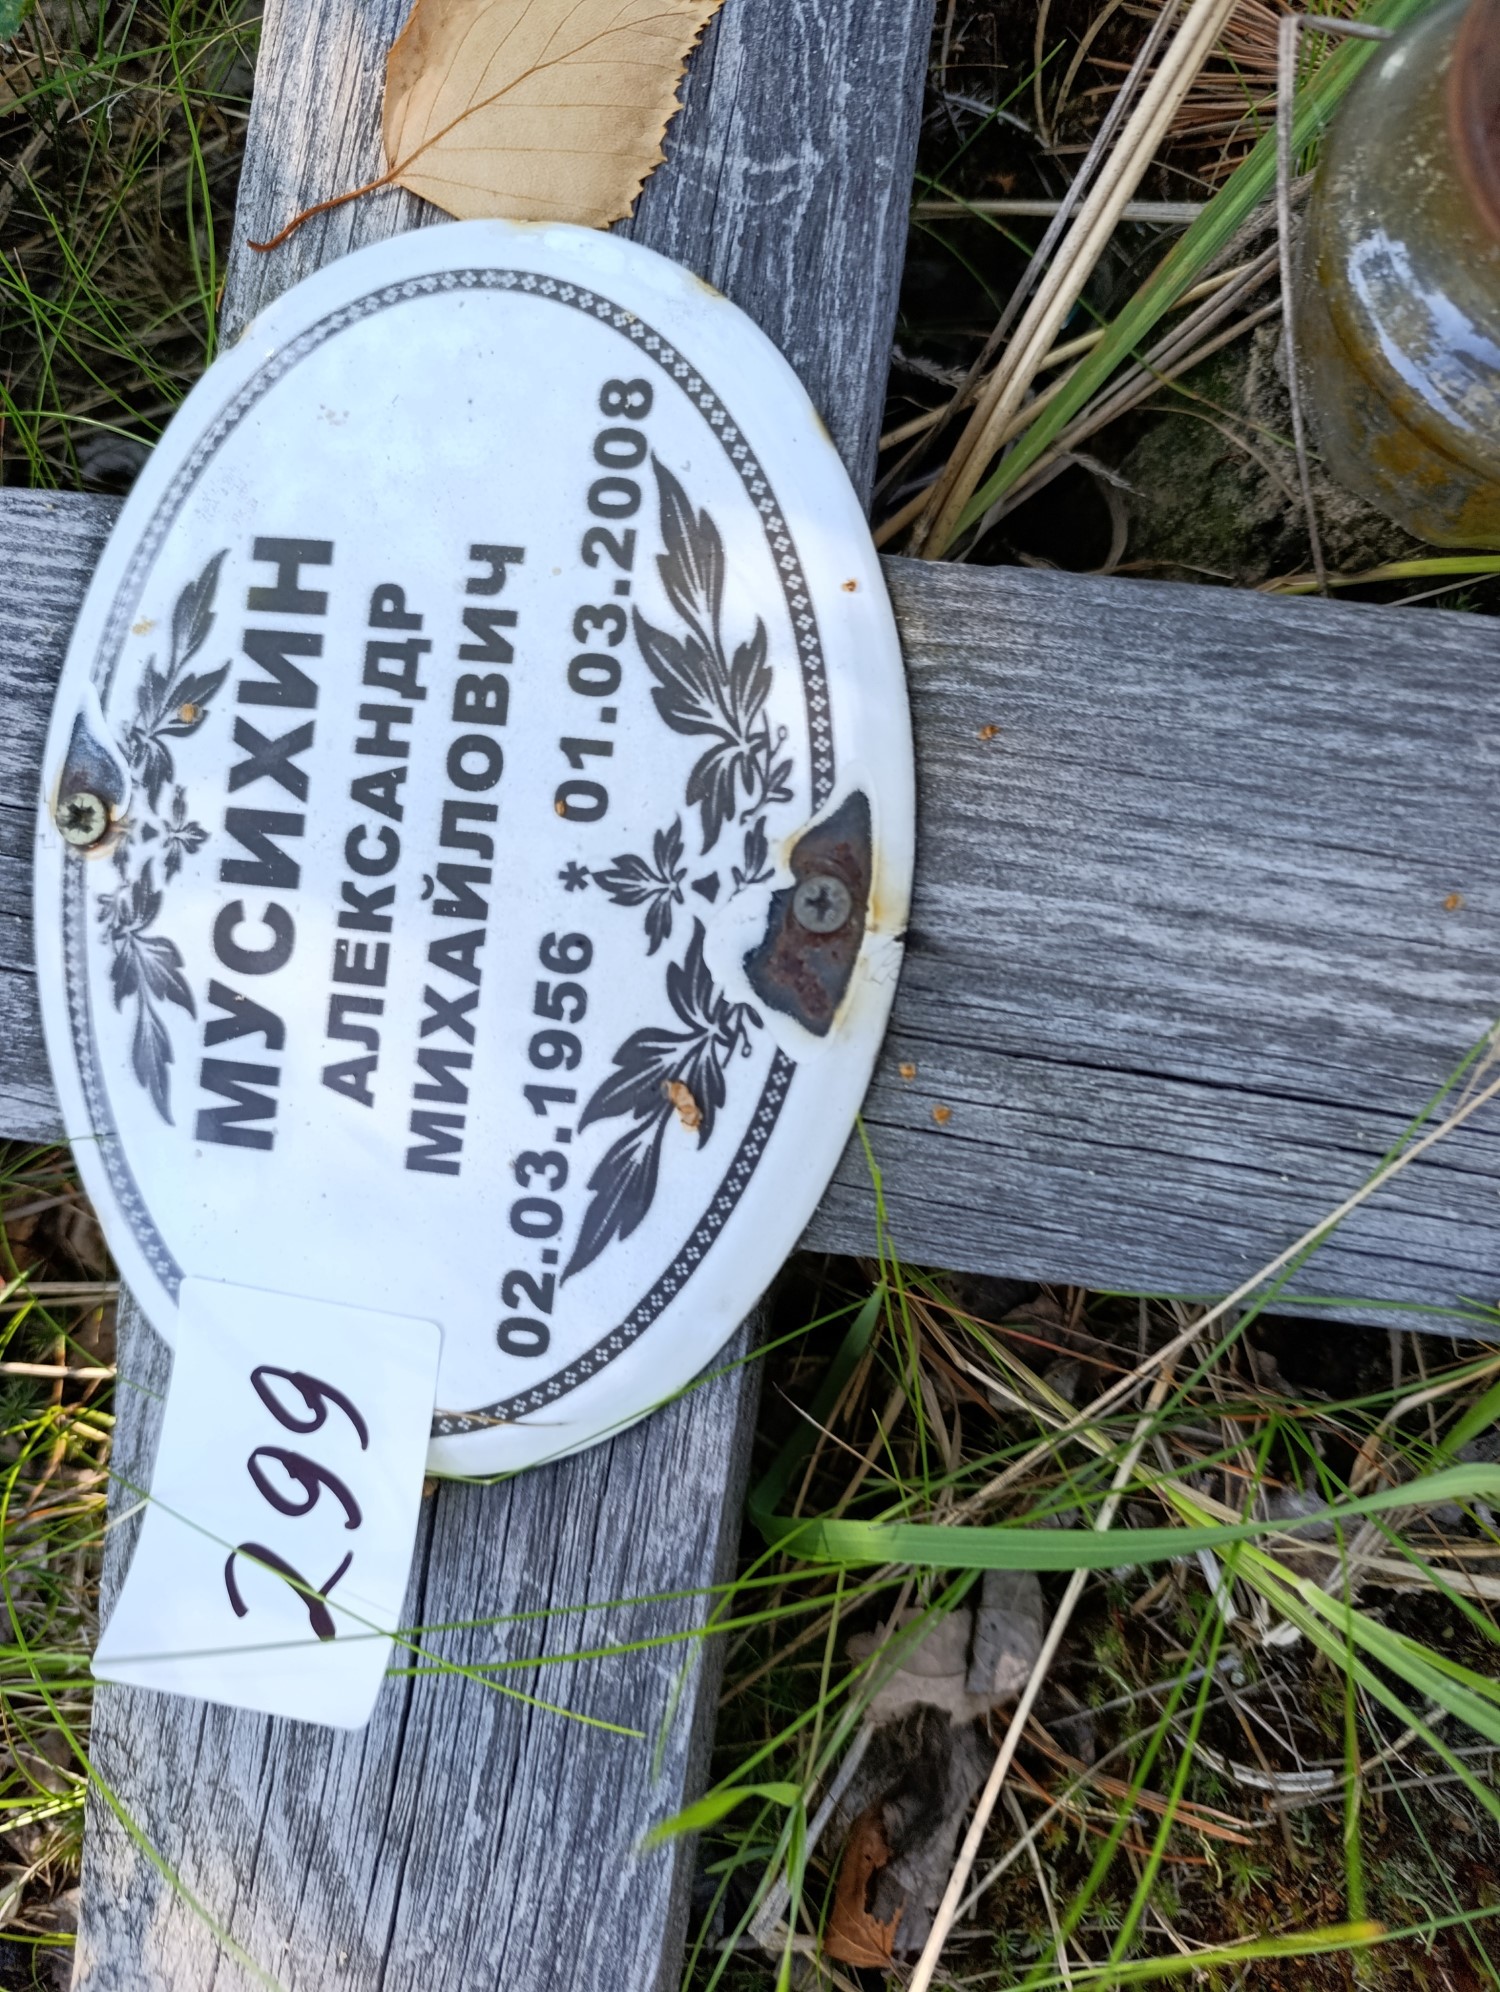 МУСИХИН
АЛЕКСАНДР
МИХАЙЛОВИЧ
02.03.1956 * 01.03.2008
299